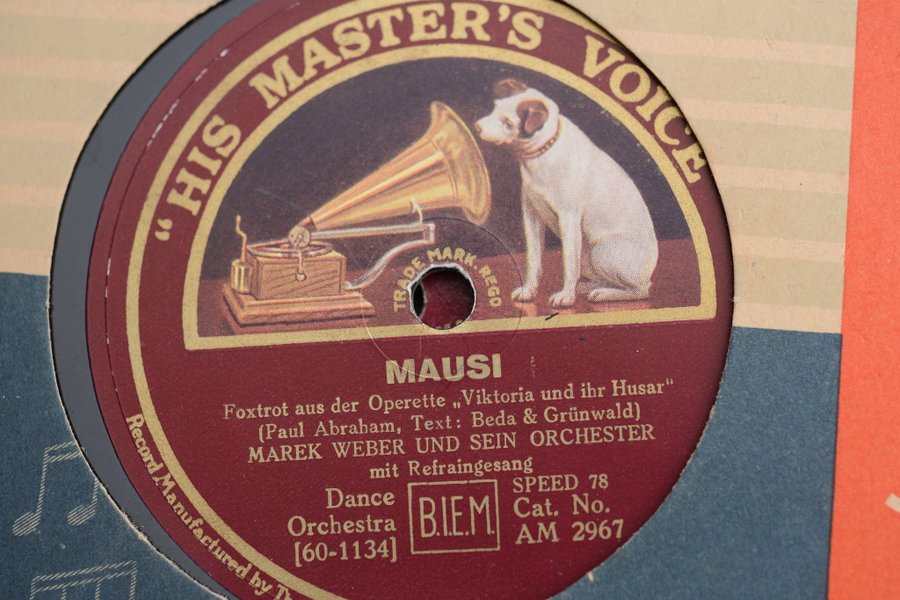 "HIS MASTER'S VOICE
TRADE MARK REGD
MAUSI
Foxtrot aus der Operette „Viktoria und ihr Husar"
(Paul Abraham, Text: Beda & Grünwald)
MAREK WEBER UND SEIN ORCHESTER
mit Refraingesang
Dance
Orchestra
[60-1134]
B.I.E.M.
SPEED 78
Cat. No.
AM 2967
Record Manufactured by